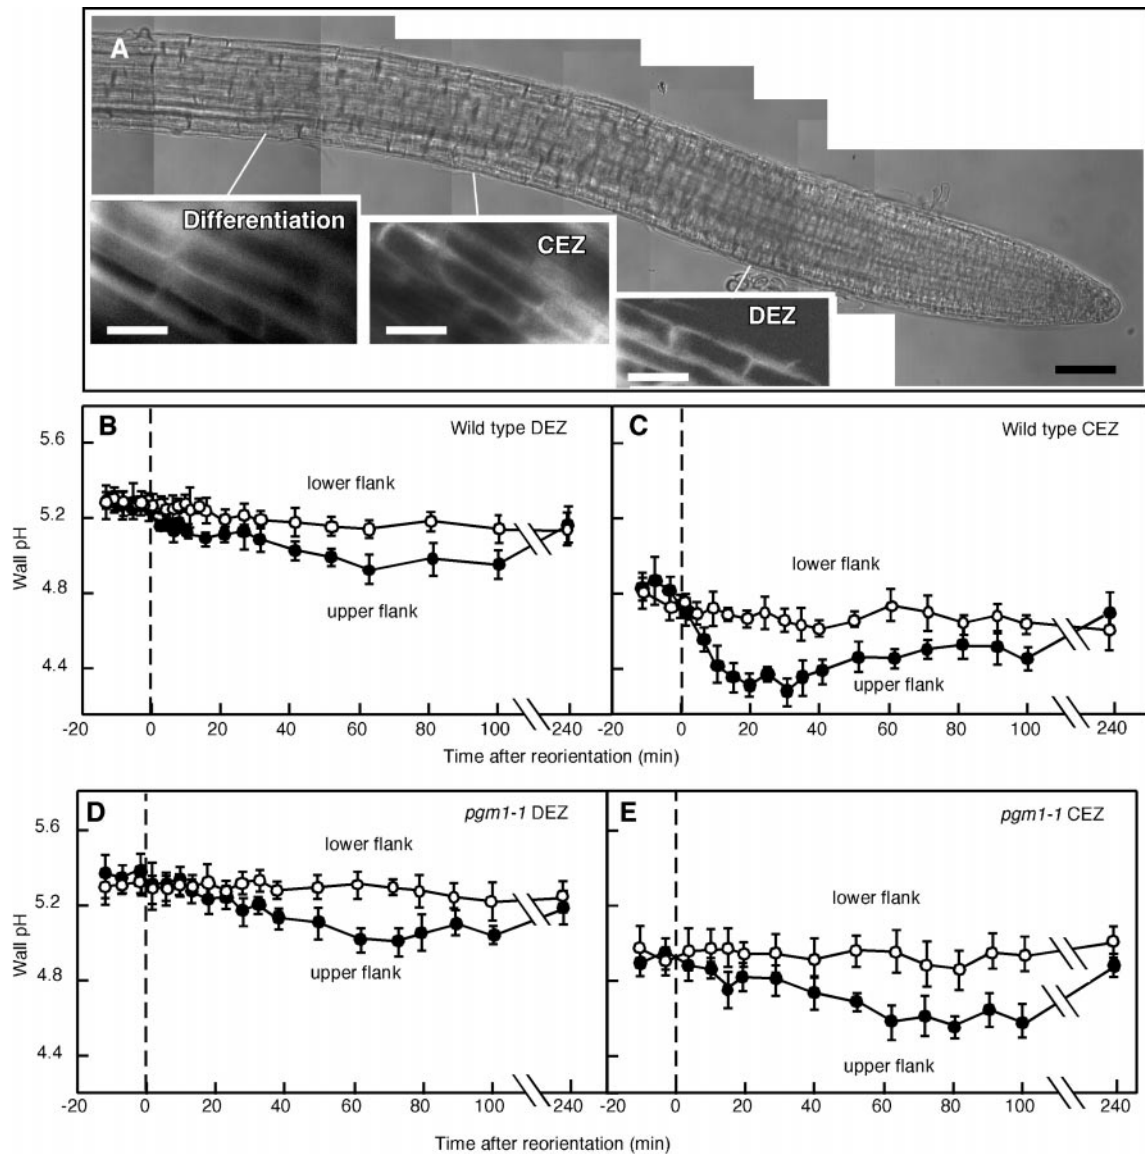 A
Differentiation
CEZ
DEZ
B
Wild type DEZ
C
Wild type CEZ
5.6
5.2
4.8
4.4
Wall pH
lower flank
upper flank
lower flank
upper flank
-20 0 20 40 60 80 100 240
-20 0 20 40 60 80 100 240
Time after reorientation (min)
D
pgm1-1 DEZ
E
pgm1-1 CEZ
5.6
5.2
4.8
4.4
Wall pH
lower flank
upper flank
lower flank
upper flank
-20 0 20 40 60 80 100 240
-20 0 20 40 60 80 100 240
Time after reorientation (min)